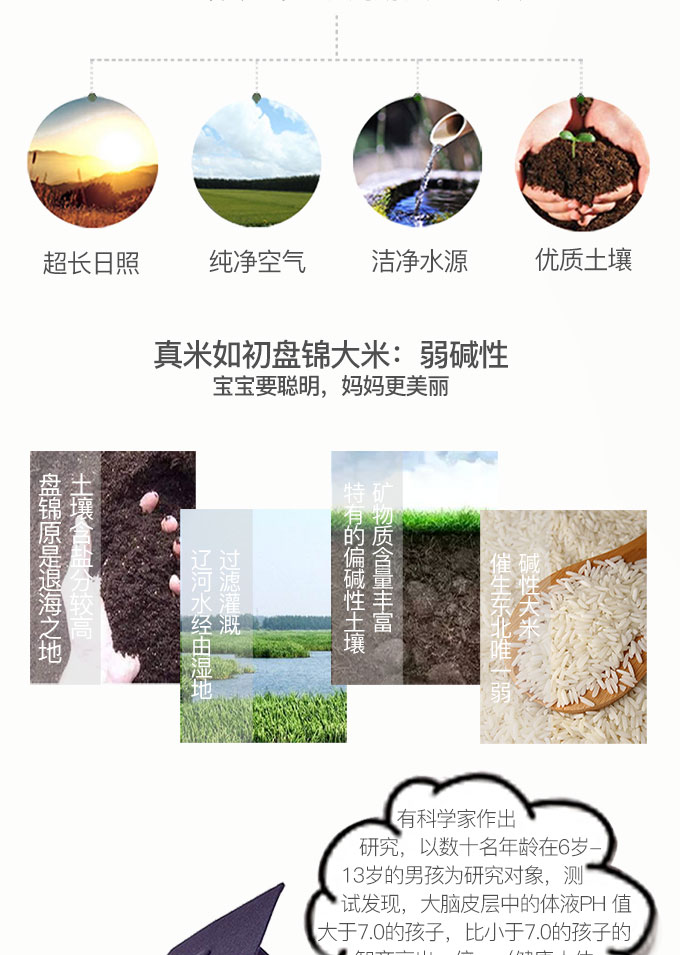 超长日照
纯净空气
洁净水源
优质土壤
真米如初盘锦大米：弱碱性
宝宝要聪明，妈妈更美丽
盘锦原是退海之地
土壤含盐分较高
辽河水经由湿地
过滤灌溉
特有的偏碱性土壤
矿物质含量丰富
催生东北唯一弱
碱性大米
有科学家作出
研究，以数十名年龄在6岁-
13岁的男孩为研究对象，测
试发现，大脑皮层中的体液PH 值
大于7.0的孩子，比小于7.0的孩子的